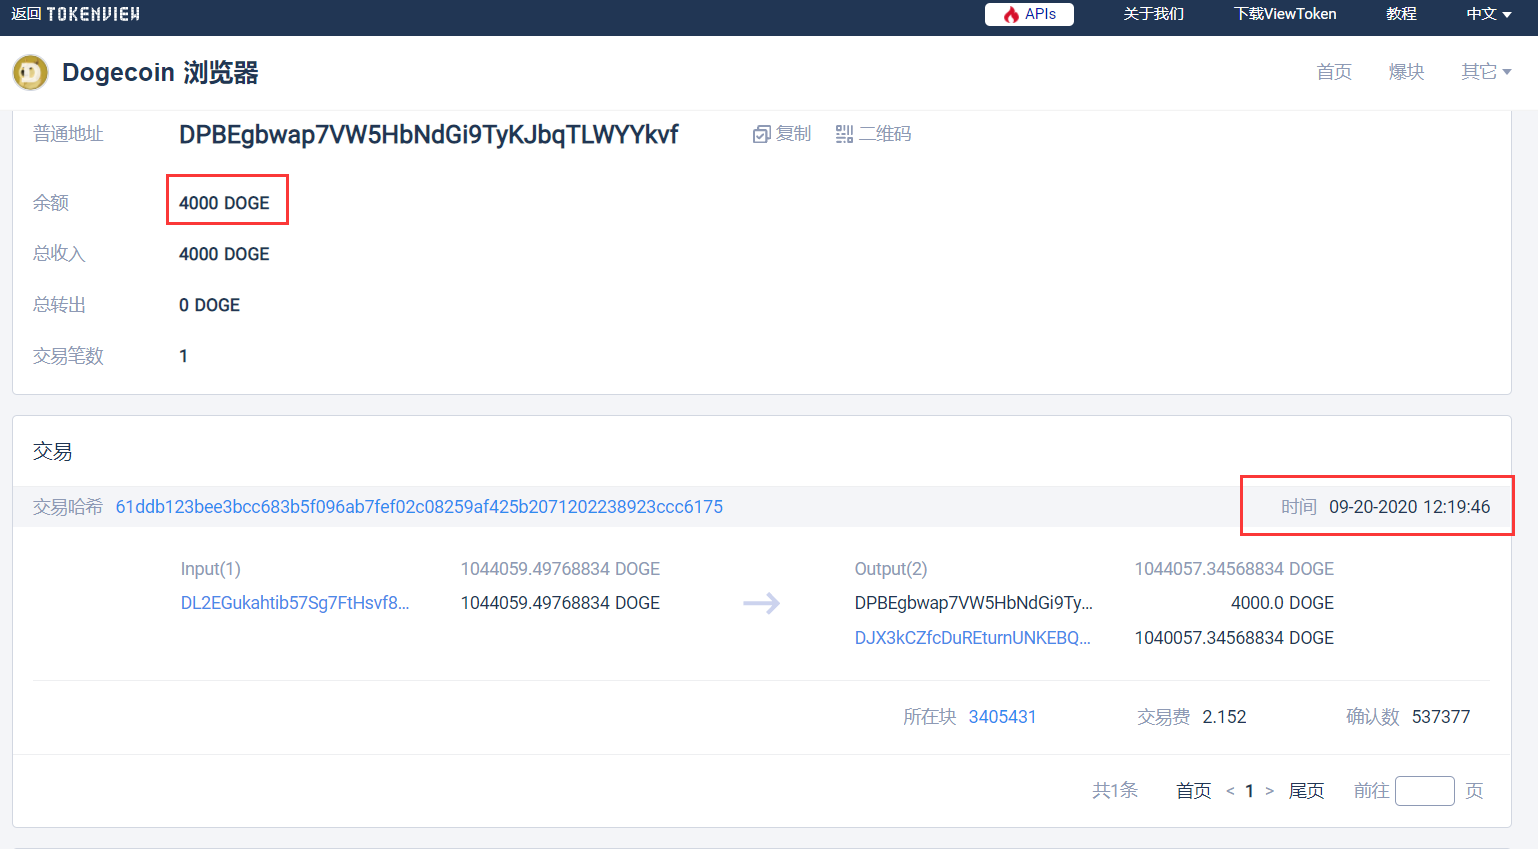 返回 TOKENVIEW APIs 关于我们 下载ViewToken 教程 中文
Dogecoin 浏览器 首页 爆块 其它
普通地址 DPBEgbwap7VW5HbNdGi9TyKJbqTLWYYkvf 复制 二维码
余额 4000 DOGE
总收入 4000 DOGE
总转出 0 DOGE
交易笔数 1
交易
交易哈希 61ddb123bee3bcc683b5f096ab7fef02c08259af425b2071202238923ccc6175 时间 09-20-2020 12:19:46
Input(1) 1044059.49768834 DOGE Output(2) 1044057.34568834 DOGE
DL2EGukahtib57Sg7FtHsvf8... 1044059.49768834 DOGE DPBEgbwap7VW5HbNdGi9Ty... 4000.0 DOGE
DJX3kCZfcDuREturnUNKEBQ... 1040057.34568834 DOGE
所在块 3405431 交易费 2.152 确认数 537377
共1条 首页 < 1 > 尾页 前往 页